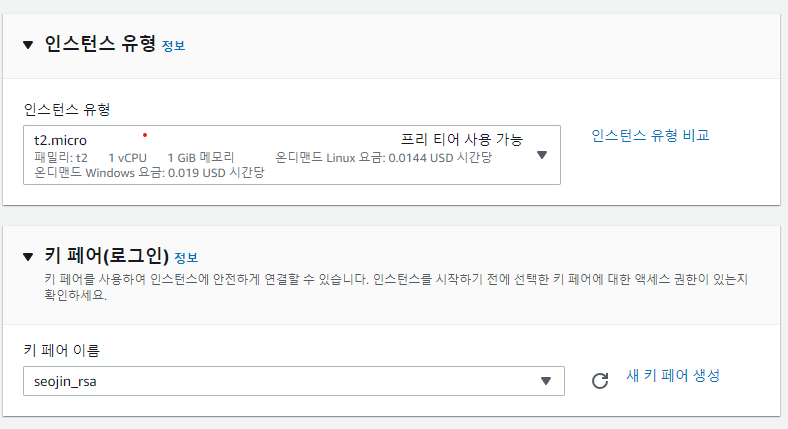 인스턴스 유형 정보
인스턴스 유형
t2.micro 프리 티어 사용 가능
패밀리: t2 1 vCPU 1 GiB 메모리 온디맨드 Linux 요금: 0.0144 USD 시간당
온디맨드 Windows 요금: 0.019 USD 시간당
인스턴스 유형 비교
키 페어(로그인) 정보
키 페어를 사용하여 인스턴스에 안전하게 연결할 수 있습니다. 인스턴스를 시작하기 전에 선택한 키 페어에 대한 액세스 권한이 있는지
확인하세요.
키 페어 이름
seojin_rsa
새 키 페어 생성